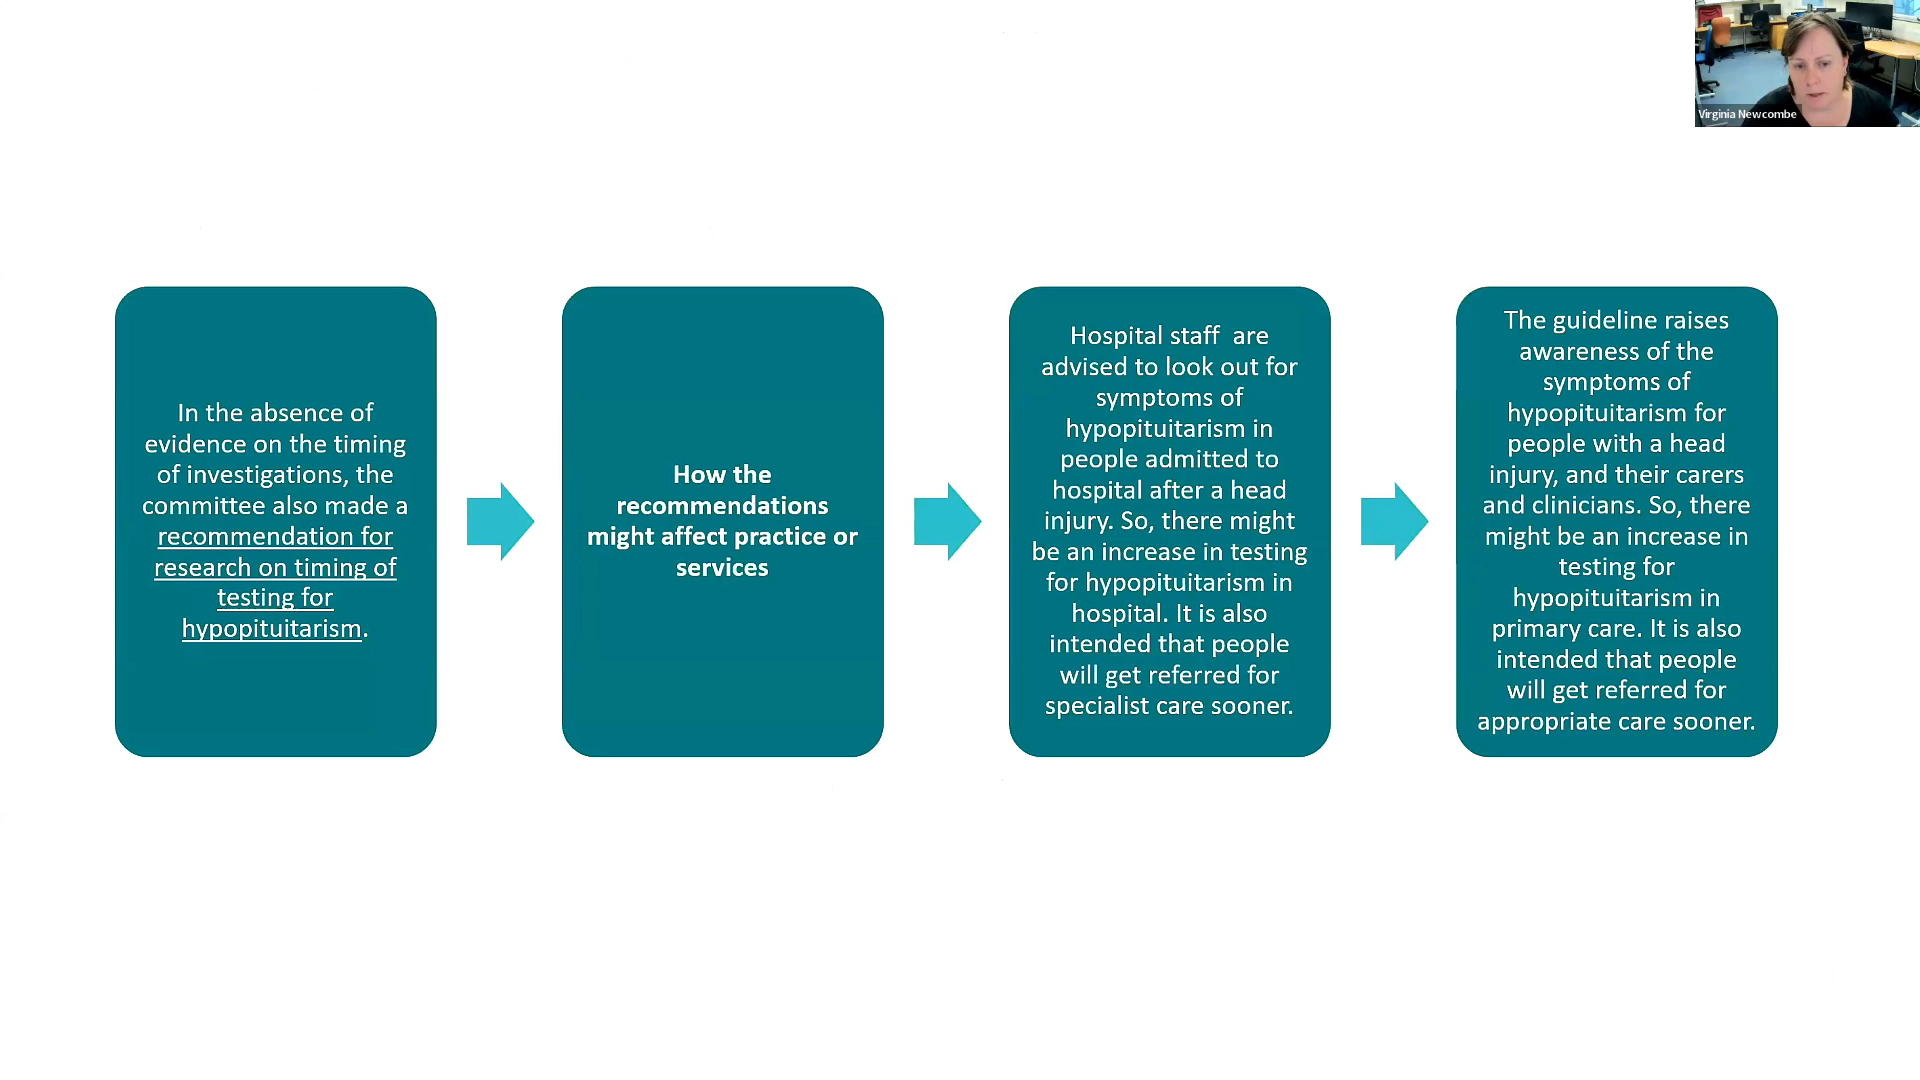 Virginia Newcombe
In the absence of
evidence on the timing
of investigations, the
committee also made a
recommendation for
research on timing of
testing for
hypopituitarism.
How the
recommendations
might affect practice or
services
Hospital staff  are
advised to look out for
symptoms of
hypopituitarism in
people admitted to
hospital after a head
injury. So, there might
be an increase in testing
for hypopituitarism in
hospital. It is also
intended that people
will get referred for
specialist care sooner.
The guideline raises
awareness of the
symptoms of
hypopituitarism for
people with a head
injury, and their carers
and clinicians. So, there
might be an increase in
testing for
hypopituitarism in
primary care. It is also
intended that people
will get referred for
appropriate care sooner.